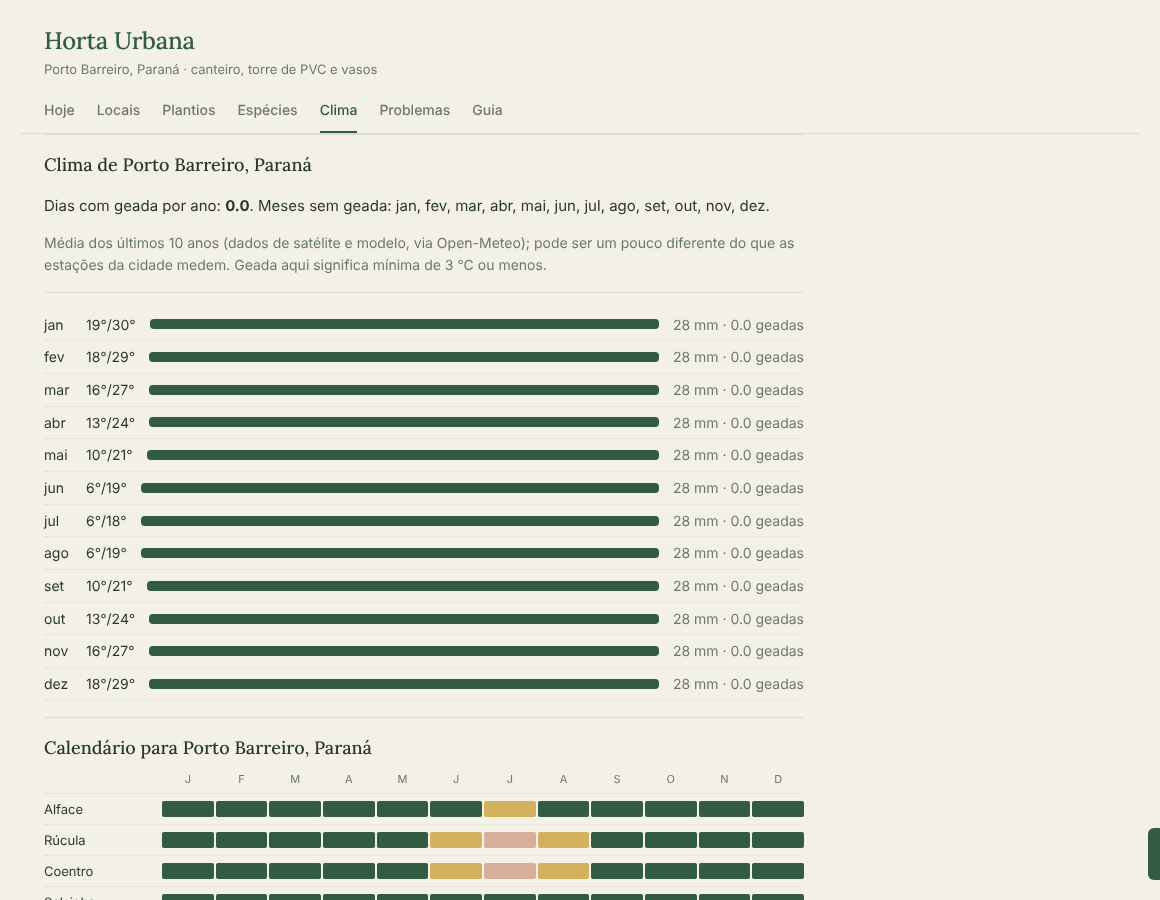 Horta Urbana
Porto Barreiro, Paraná · canteiro, torre de PVC e vasos
Hoje Locais Plantios Espécies Clima Problemas Guia
Clima de Porto Barreiro, Paraná
Dias com geada por ano: 0.0. Meses sem geada: jan, fev, mar, abr, mai, jun, jul, ago, set, out, nov, dez.
Média dos últimos 10 anos (dados de satélite e modelo, via Open-Meteo); pode ser um pouco diferente do que as
estações da cidade medem. Geada aqui significa mínima de 3 °C ou menos.
jan 19°/30° 28 mm · 0.0 geadas
fev 18°/29° 28 mm · 0.0 geadas
mar 16°/27° 28 mm · 0.0 geadas
abr 13°/24° 28 mm · 0.0 geadas
mai 10°/21° 28 mm · 0.0 geadas
jun 6°/19° 28 mm · 0.0 geadas
jul 6°/18° 28 mm · 0.0 geadas
ago 6°/19° 28 mm · 0.0 geadas
set 10°/21° 28 mm · 0.0 geadas
out 13°/24° 28 mm · 0.0 geadas
nov 16°/27° 28 mm · 0.0 geadas
dez 18°/29° 28 mm · 0.0 geadas
Calendário para Porto Barreiro, Paraná
J F M A M J J A S O N D
Alface
Rúcula
Coentro